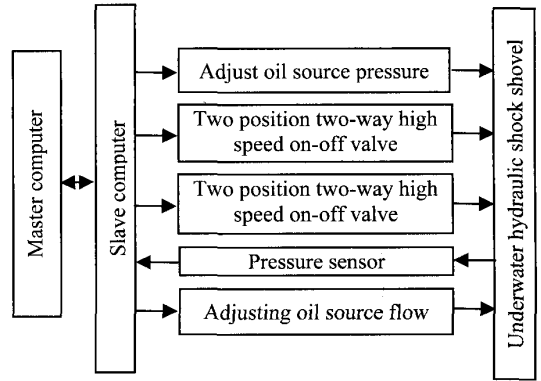 Master computer
Slave computer
Adjust oil source pressure
Two position two-way high
speed on-off valve
Two position two-way high
speed on-off valve
Pressure sensor
Adjusting oil source flow
Underwater hydraulic shock shovel